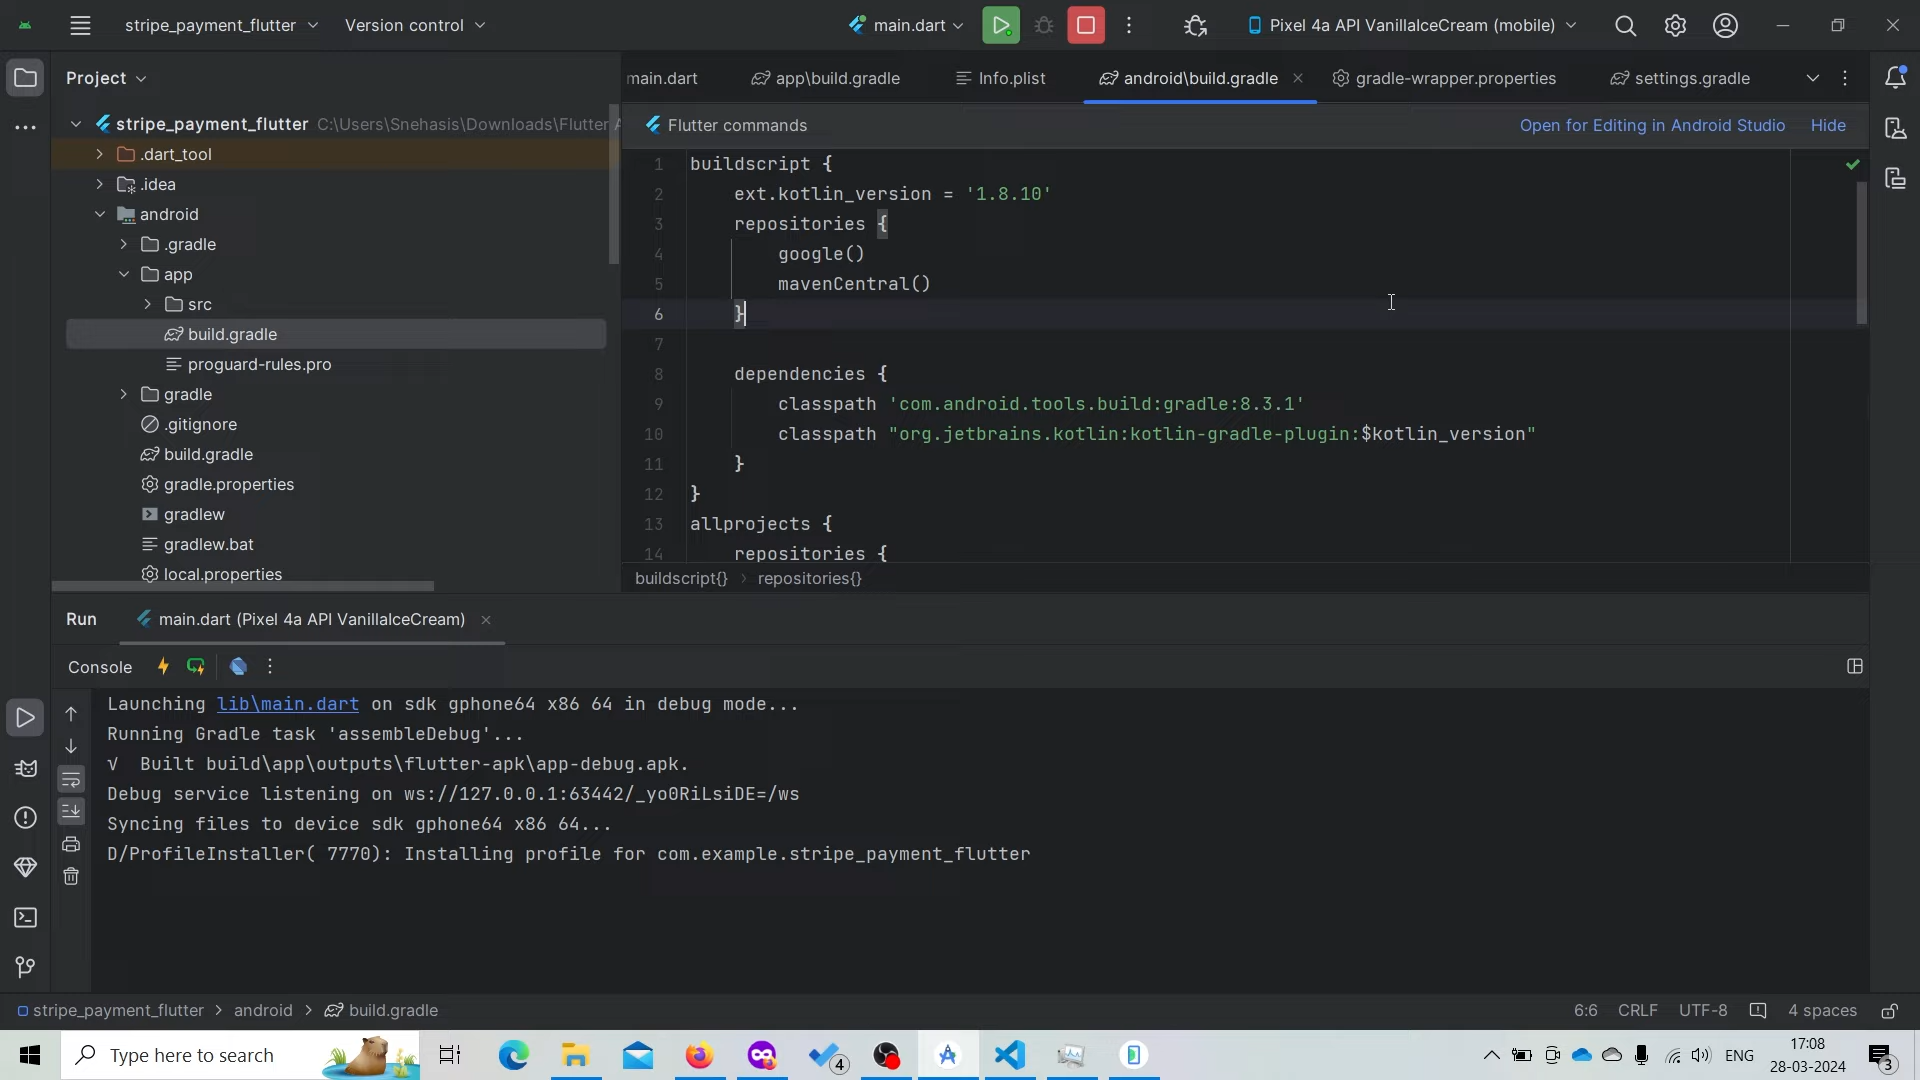 stripe_payment_flutter
Version control
main.dart
Pixel 4a API VanillaIceCream (mobile)
Project
main.dart
app\build.gradle
Info.plist
android\build.gradle
gradle-wrapper.properties
settings.gradle
stripe_payment_flutter C:\Users\Snehasis\Downloads\Flutter A
Flutter commands
Open for Editing in Android Studio
Hide
.dart_tool
.idea
android
.gradle
app
src
build.gradle
proguard-rules.pro
gradle
.gitignore
build.gradle
gradle.properties
gradlew
gradlew.bat
local.properties
1 buildscript {
2 ext.kotlin_version = '1.8.10'
3 repositories {
4 google()
5 mavenCentral()
6 }
7
8 dependencies {
9 classpath 'com.android.tools.build:gradle:8.3.1'
10 classpath "org.jetbrains.kotlin:kotlin-gradle-plugin:$kotlin_version"
11 }
12 }
13 allprojects {
14 repositories {
buildscript{} › repositories{}
Run
main.dart (Pixel 4a API VanillaIceCream)
Console
Launching lib\main.dart on sdk gphone64 x86 64 in debug mode...
Running Gradle task 'assembleDebug'...
√ Built build\app\outputs\flutter-apk\app-debug.apk.
Debug service listening on ws://127.0.0.1:63442/_yo0RiLsiDE=/ws
Syncing files to device sdk gphone64 x86 64...
D/ProfileInstaller( 7770): Installing profile for com.example.stripe_payment_flutter
stripe_payment_flutter › android › build.gradle
6:6 CRLF UTF-8 4 spaces
Type here to search
4
ENG
17:08
28-03-2024
3